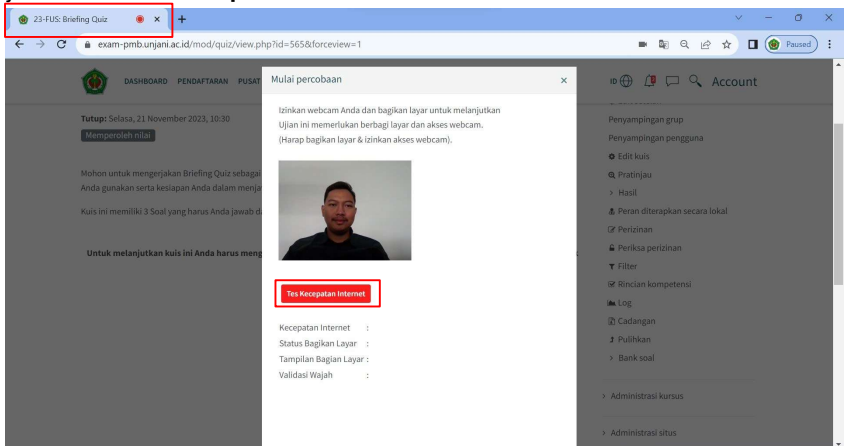 23-FUS: Briefing Quiz
exam-pmb.unjani.ac.id/mod/quiz/view.php?id=565&forceview=1
Paused
DASHBOARD PENDAFTARAN PUSAT
Mulai percobaan
ID
Account
Tutup: Selasa, 21 November 2023, 10:30
Memperoleh nilai
Mohon untuk mengerjakan Briefing Quiz sebagai
Anda gunakan serta kesiapan Anda dalam
Kuis ini memiliki 3 Soal yang harus Anda jawab
Untuk melanjutkan kuis ini Anda harus
Izinkan webcam Anda dan bagikan layar untuk melanjutkan
Ujian ini memerlukan berbagi layar dan akses webcam.
(Harap bagikan layar & izinkan akses webcam).
Tes Kecepatan Internet
Kecepatan Internet :
Status Bagikan Layar :
Tampilan Bagian Layar :
Validasi Wajah :
Penyampingan grup
Penyampingan pengguna
Edit kuis
Pratinjau
Hasil
Peran diterapkan secara lokal
Perizinan
Periksa perizinan
Filter
Rincian kompetensi
Log
Cadangan
Pulihkan
Bank soal
Administrasi kursus
Administrasi situs